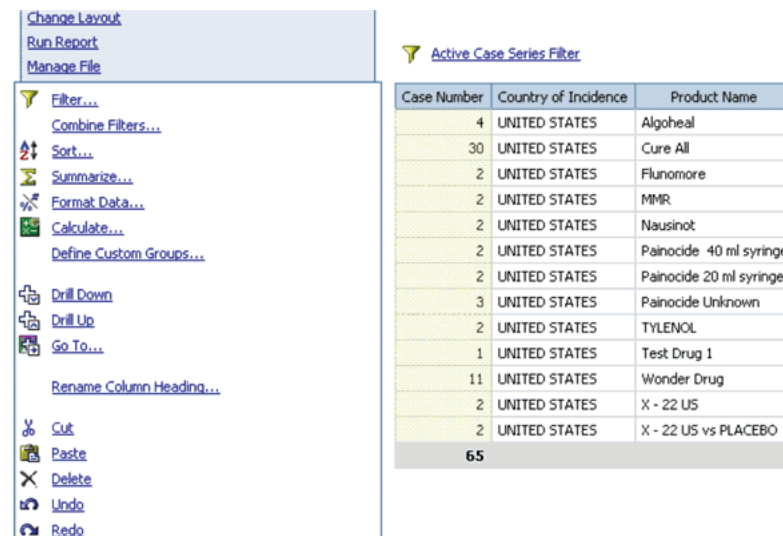 Change Layout
Run Report
Manage File
Filter...
Combine Filters...
Sort...
Summarize...
Format Data...
Calculate...
Define Custom Groups...
Drill Down
Drill Up
Go To...
Rename Column Heading...
Cut
Paste
Delete
Undo
Redo
Active Case Series Filter
Case Number Country of Incidence Product Name
4 UNITED STATES Algoheal
30 UNITED STATES Cure All
2 UNITED STATES Flunomore
2 UNITED STATES MMR
2 UNITED STATES Nausinot
2 UNITED STATES Painocide 40 ml syringe
2 UNITED STATES Painocide 20 ml syringe
3 UNITED STATES Painocide Unknown
2 UNITED STATES TYLENOL
1 UNITED STATES Test Drug 1
11 UNITED STATES Wonder Drug
2 UNITED STATES X - 22 US
2 UNITED STATES X - 22 US vs PLACEBO
65